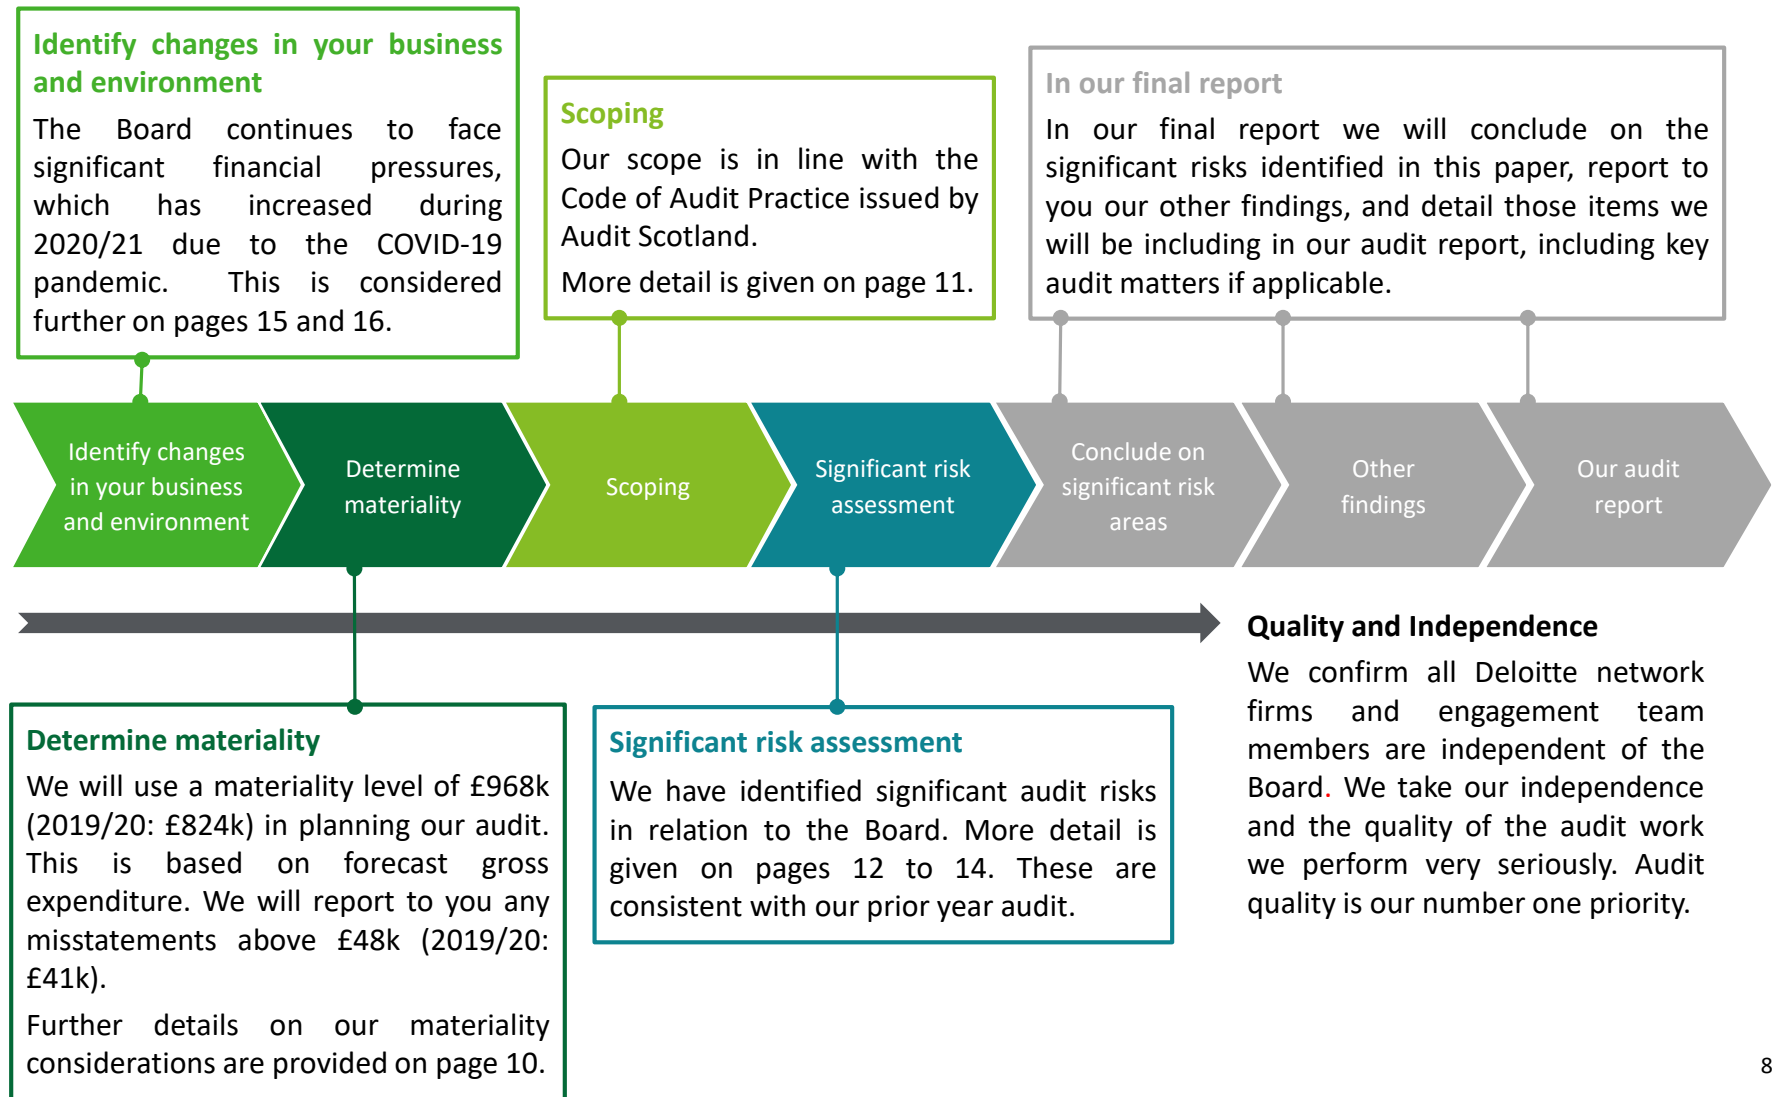 Identify changes in your business
and environment
The Board continues to face
significant financial pressures,
which has increased during
2020/21 due to the COVID-19
pandemic. This is considered
further on pages 15 and 16.
Scoping
Our scope is in line with the
Code of Audit Practice issued by
Audit Scotland.
More detail is given on page 11.
In our final report
In our final report we will conclude on the
significant risks identified in this paper, report to
you our other findings, and detail those items we
will be including in our audit report, including key
audit matters if applicable.
Identify changes
in your business
and environment
Determine
materiality
Scoping
Significant risk
assessment
Conclude on
significant risk
areas
Other
findings
Our audit
report
Determine materiality
We will use a materiality level of £968k
(2019/20: £824k) in planning our audit.
This is based on forecast gross
expenditure. We will report to you any
misstatements above £48k (2019/20:
£41k).
Further details on our materiality
considerations are provided on page 10.
Significant risk assessment
We have identified significant audit risks
in relation to the Board. More detail is
given on pages 12 to 14. These are
consistent with our prior year audit.
Quality and Independence
We confirm all Deloitte network
firms and engagement team
members are independent of the
Board. We take our independence
and the quality of the audit work
we perform very seriously. Audit
quality is our number one priority.
8